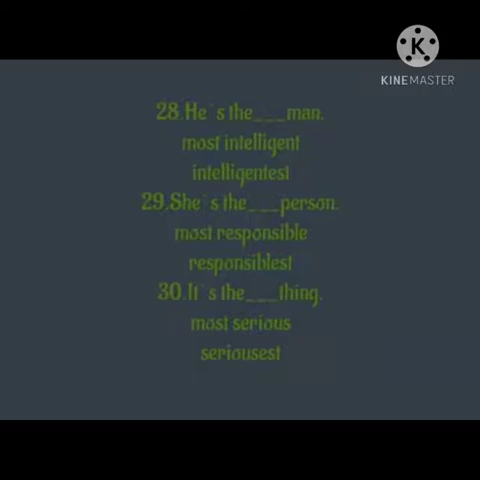 K
KINEMASTER
28.He`s the___man.
most intelligent
intelligentest
29.She`s the___person.
most responsible
responsiblest
30.It`s the___thing.
most serious
seriousest